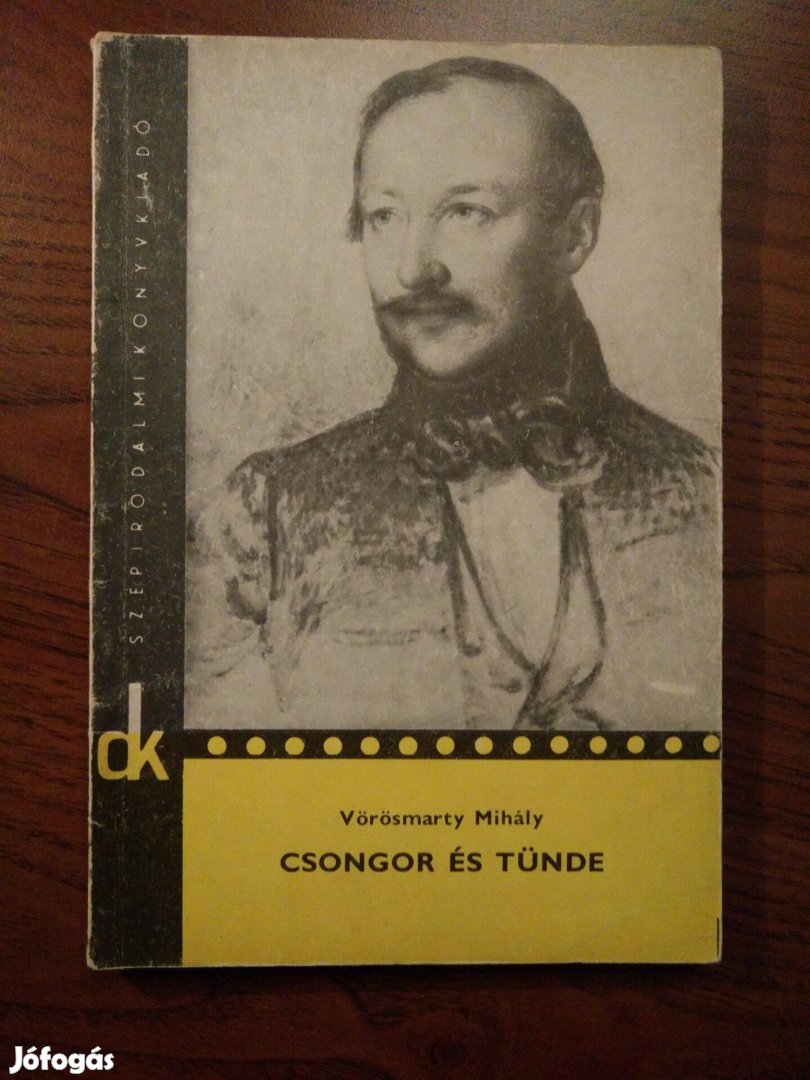 SZÉPIRODALMI KÖNYVKIADÓ
dk
Vörösmarty Mihály
CSONGOR ÉS TÜNDE
Jófogás